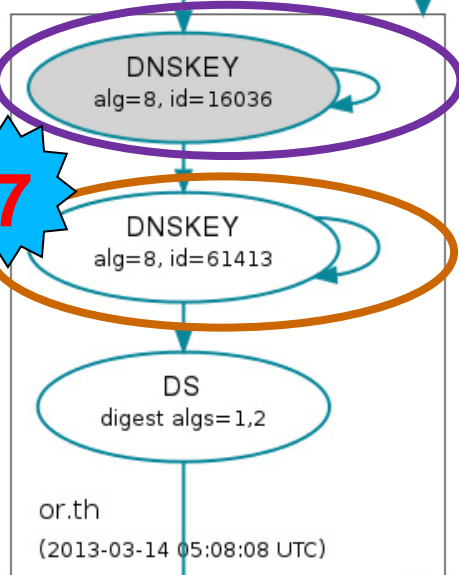 DNSKEY
alg=8, id=16036
7
DNSKEY
alg=8, id=61413
DS
digest algs=1,2
or.th
(2013-03-14 05:08:08 UTC)